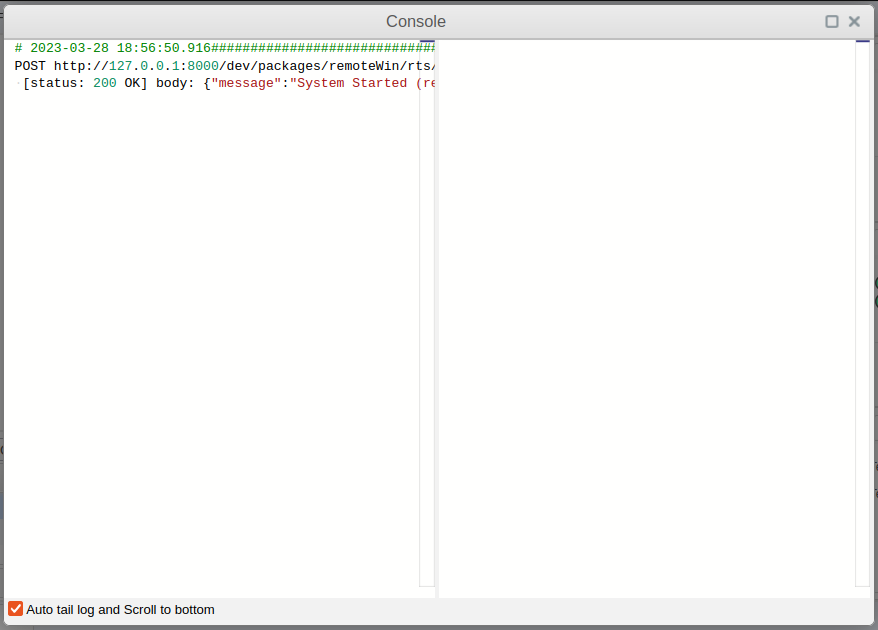 Console
# 2023-03-28 18:56:50.916#############################
POST http://127.0.0.1:8000/dev/packages/remoteWin/rts/
[status: 200 OK] body: {"message":"System Started (re
Auto tail log and Scroll to bottom